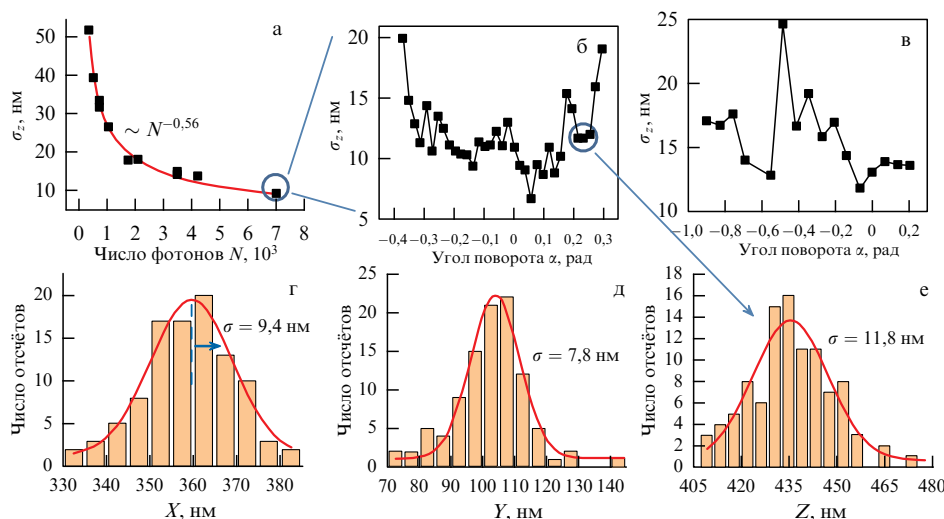 а
50
40
30
20
10
σz, нм
∼ N−0,56
0 1 2 3 4 5 6 7 8
Число фотонов N, 10³
б
20
15
10
5
σz, нм
−0,4 −0,2 −0,1 0 0,1 0,2 0,3
Угол поворота α, рад
в
25
20
15
10
σz, нм
−1,0 −0,8 −0,6 −0,4 −0,2 0 0,2
Угол поворота α, рад
г
20
15
10
5
0
Число отсчётов
σ = 9,4 нм
330 340 350 360 370 380
X, нм
д
25
20
15
10
5
0
Число отсчётов
σ = 7,8 нм
70 80 90 100 110 120 140
Y, нм
е
18
16
14
12
10
8
6
4
2
0
Число отсчётов
σ = 11,8 нм
405 420 435 450 465 480
Z, нм